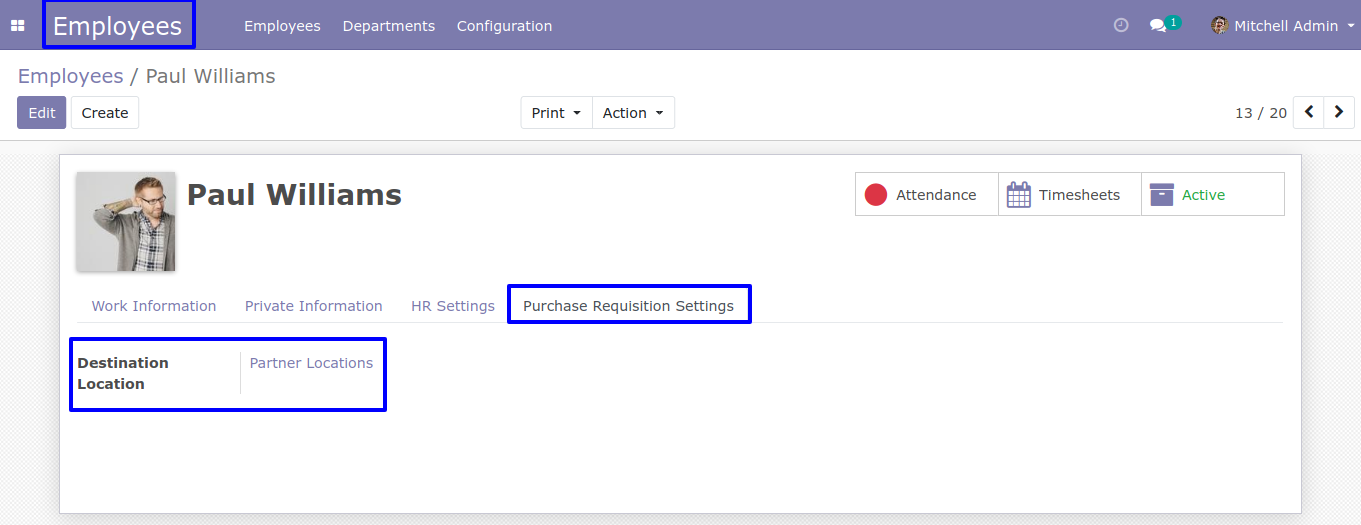 Employees Employees Departments Configuration 1 Mitchell Admin
Employees / Paul Williams
Edit Create Print Action 13 / 20
Paul Williams
Attendance Timesheets Active
Work Information Private Information HR Settings Purchase Requisition Settings
Destination Location Partner Locations